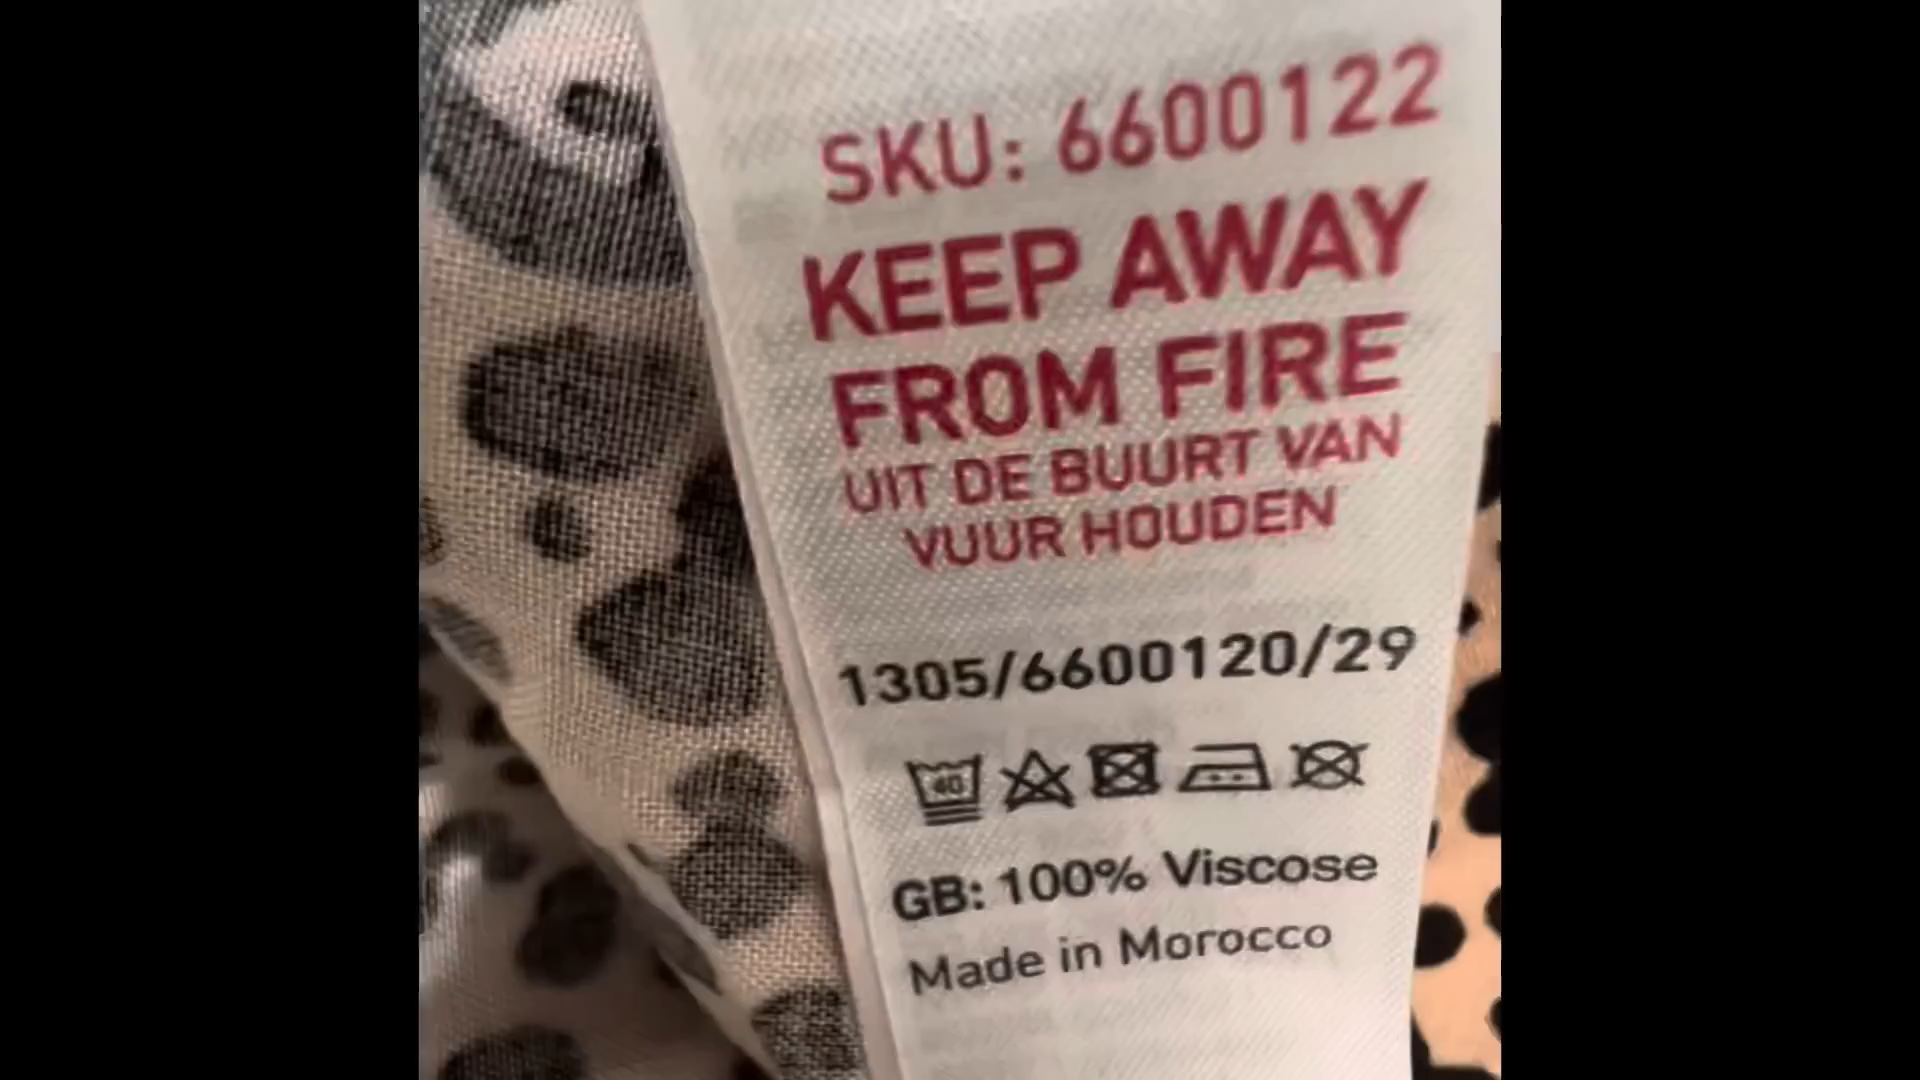 SKU: 6600122
KEEP AWAY
FROM FIRE
UIT DE BUURT VAN
VUUR HOUDEN
1305/6600120/29
40
GB: 100% Viscose
Made in Morocco